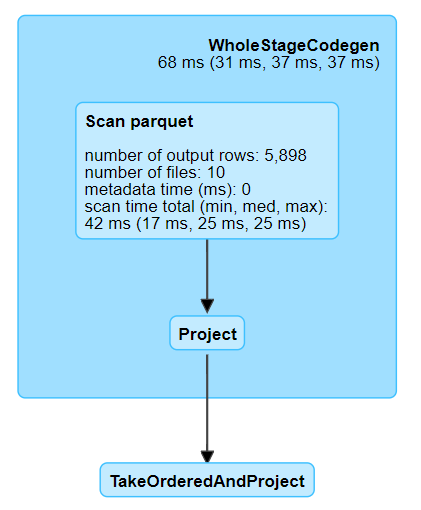 WholeStageCodegen
68 ms (31 ms, 37 ms, 37 ms)
Scan parquet
number of output rows: 5,898
number of files: 10
metadata time (ms): 0
scan time total (min, med, max):
42 ms (17 ms, 25 ms, 25 ms)
Project
TakeOrderedAndProject